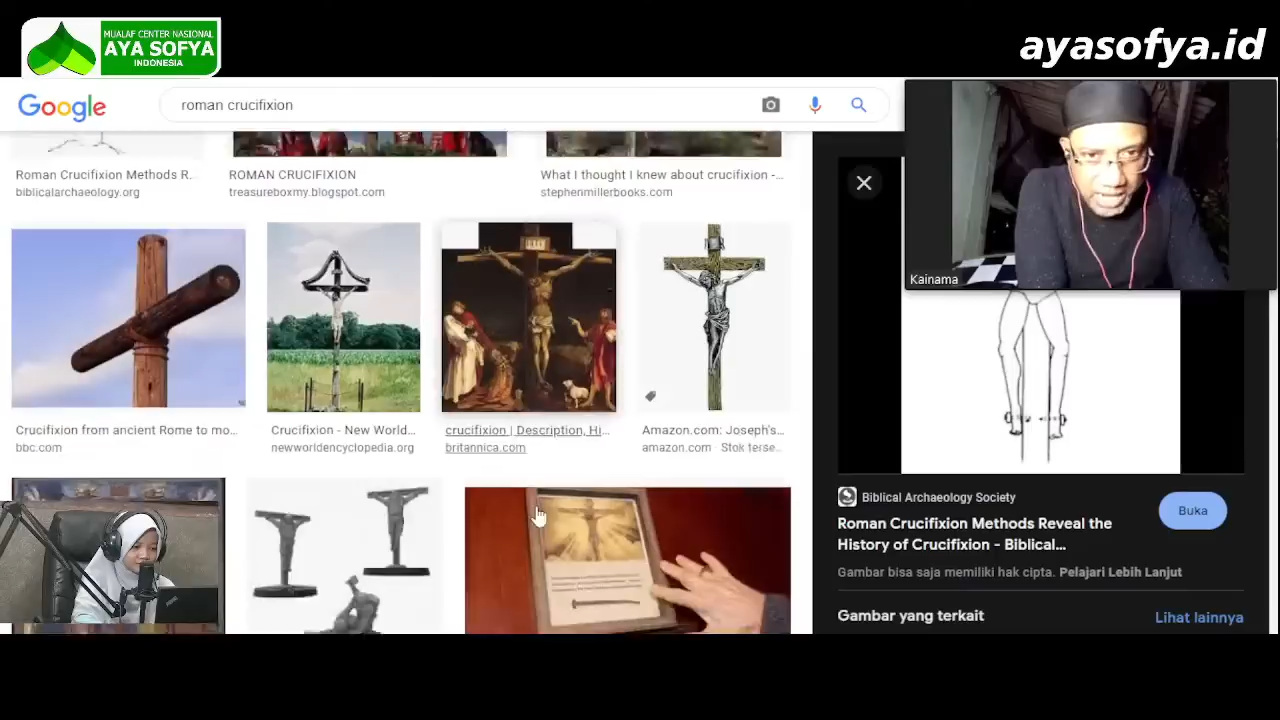 MUALAF CENTER NASIONAL
AYA SOFYA
INDONESIA
ayasofya.id
Google
roman crucifixion
Roman Crucifixion Methods R...
biblicalarchaeology.org
ROMAN CRUCIFIXION
treasureboxmy.blogspot.com
What I thought I knew about crucifixion -...
stephenmillerbooks.com
Kainama
Crucifixion from ancient Rome to mo...
bbc.com
Crucifixion - New World...
newworldencyclopedia.org
crucifixion | Description, Hi...
britannica.com
Amazon.com: Joseph's...
amazon.com · Stok terse...
Biblical Archaeology Society
Buka
Roman Crucifixion Methods Reveal the
History of Crucifixion - Biblical...
Gambar bisa saja memiliki hak cipta. Pelajari Lebih Lanjut
Gambar yang terkait
Lihat lainnya